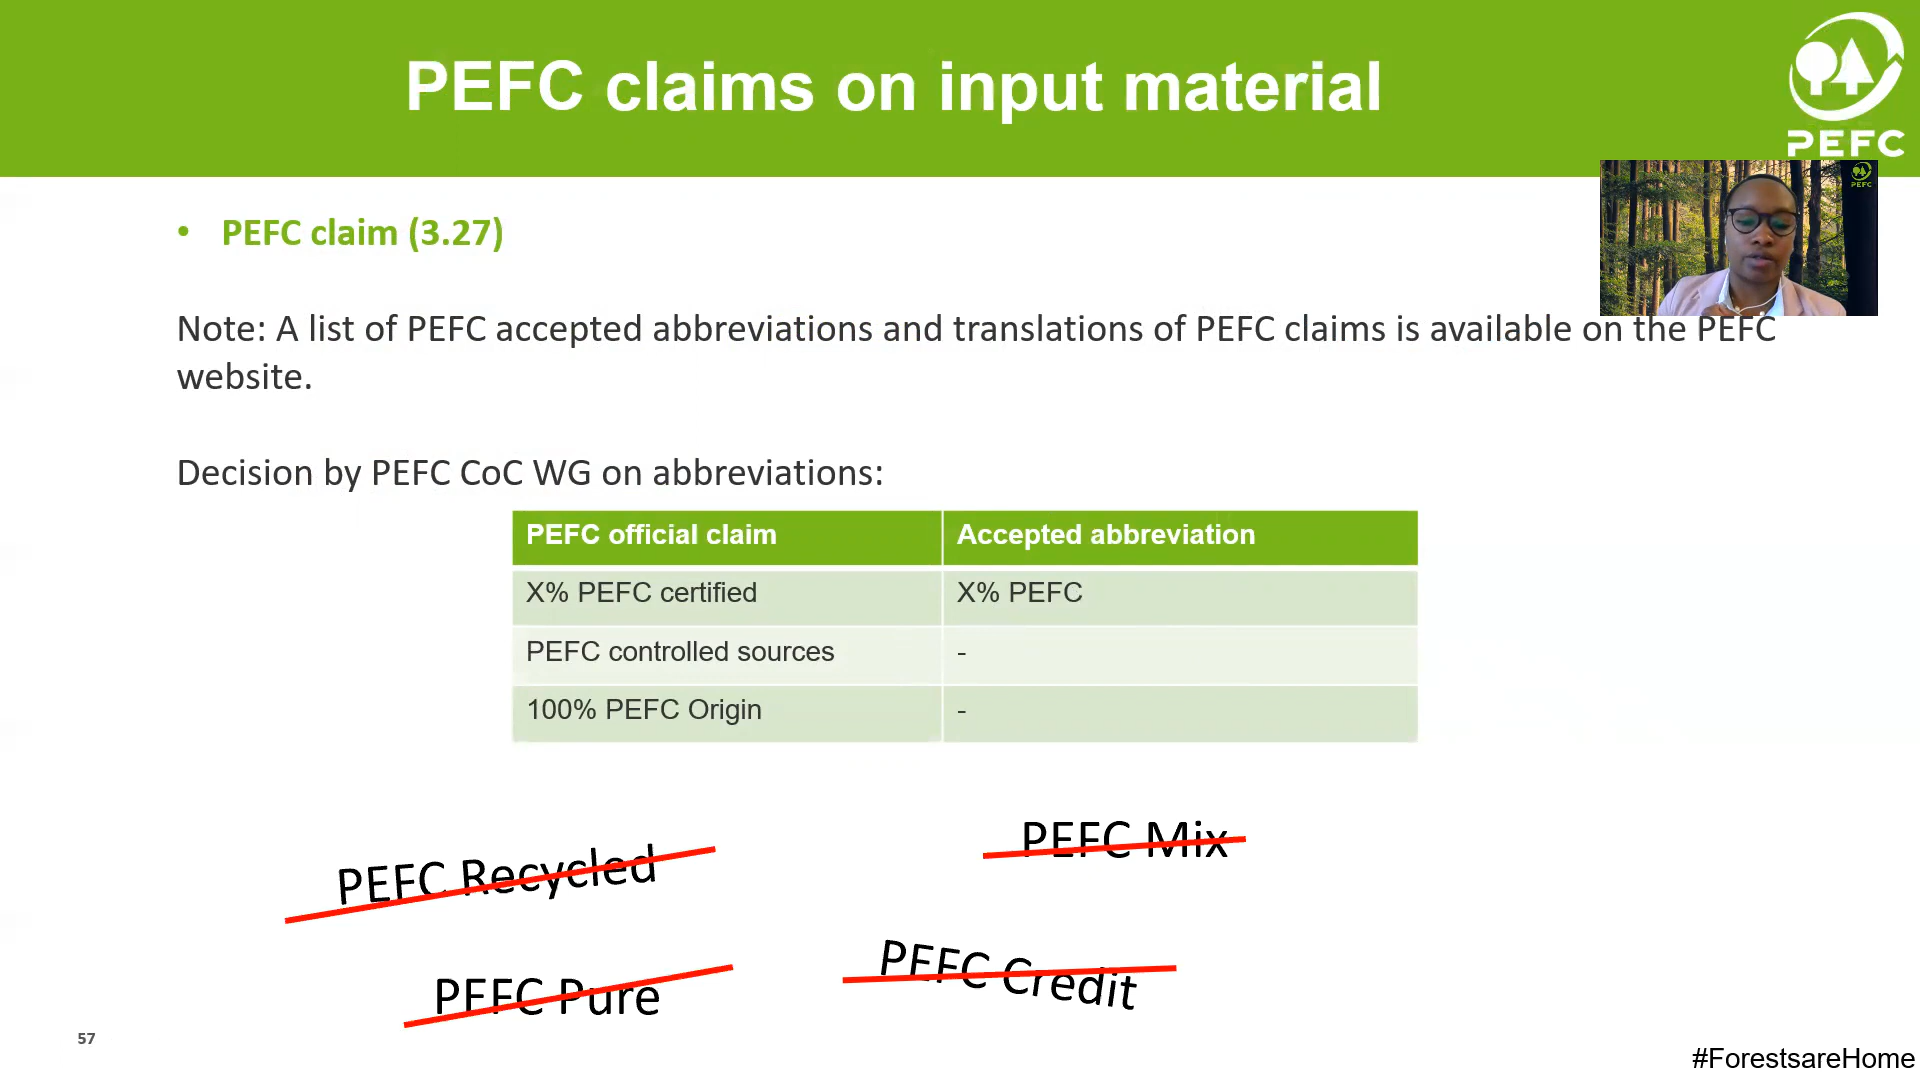 PEFC claims on input material
PEFC
PEFC
• PEFC claim (3.27)
Note: A list of PEFC accepted abbreviations and translations of PEFC claims is available on the PEFC
website.
Decision by PEFC CoC WG on abbreviations:
PEFC official claim Accepted abbreviation
X% PEFC certified X% PEFC
PEFC controlled sources -
100% PEFC Origin -
PEFC Mix
PEFC Recycled
PEFC Credit
PEFC Pure
57
#ForestsareHome